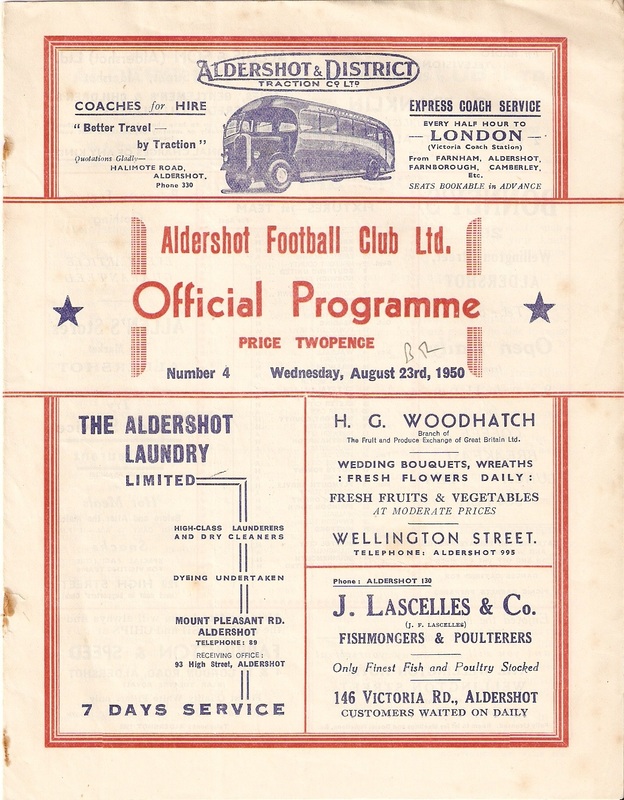 ALDERSHOT & DISTRICT
TRACTION CO LTD
COACHES for HIRE
"Better Travel —
by Traction"
Quotations Gladly—
HALIMOTE ROAD,
ALDERSHOT.
Phone 330
EXPRESS COACH SERVICE
EVERY HALF HOUR TO
— LONDON —
(Victoria Coach Station)
From FARNHAM, ALDERSHOT,
FARNBOROUGH, CAMBERLEY,
Etc.
SEATS BOOKABLE in ADVANCE
Aldershot Football Club Ltd.
Official Programme
PRICE TWOPENCE
Number 4 Wednesday, August 23rd, 1950
THE ALDERSHOT
LAUNDRY
LIMITED
HIGH-CLASS LAUNDERERS
AND DRY CLEANERS
DYEING UNDERTAKEN
MOUNT PLEASANT RD.
ALDERSHOT
TELEPHONE: 89
RECEIVING OFFICE:
93 High Street, ALDERSHOT
7 DAYS SERVICE
H. G. WOODHATCH
Branch of
The Fruit and Produce Exchange of Great Britain Ltd.
WEDDING BOUQUETS, WREATHS
: FRESH FLOWERS DAILY :
FRESH FRUITS & VEGETABLES
AT MODERATE PRICES
WELLINGTON STREET.
TELEPHONE: ALDERSHOT 995
Phone: ALDERSHOT 130
J. LASCELLES & Co.
(J. F. LASCELLES)
FISHMONGERS & POULTERERS
Only Finest Fish and Poultry Stocked
146 VICTORIA RD., ALDERSHOT
CUSTOMERS WAITED ON DAILY